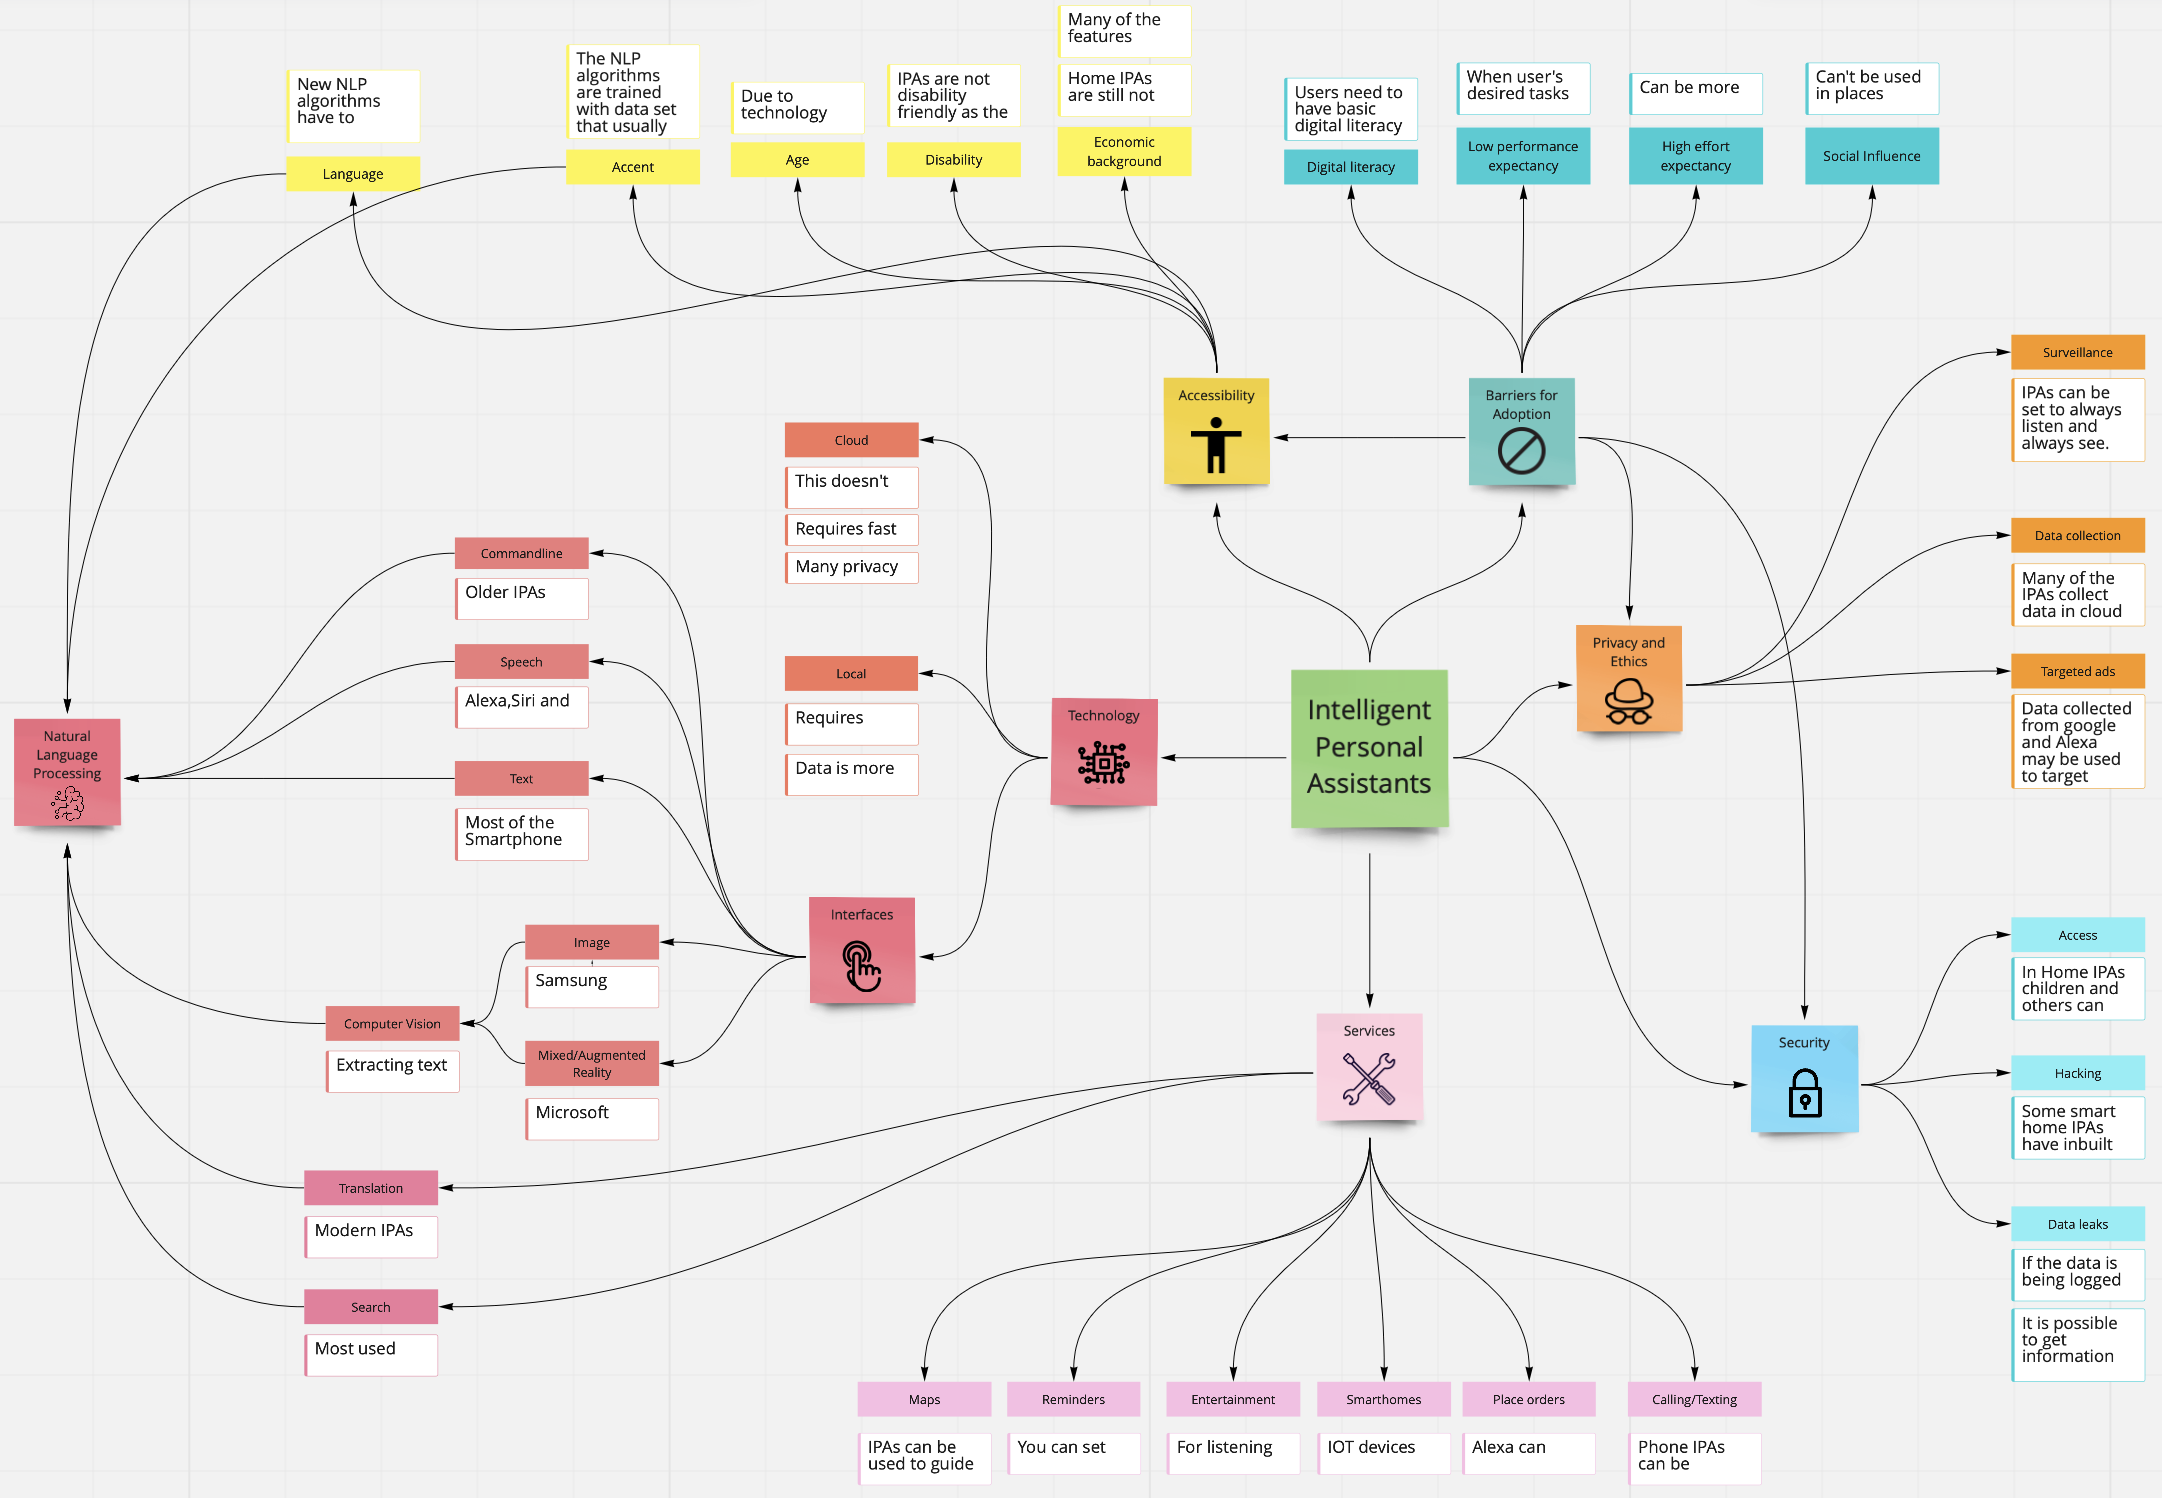 Many of the
features
Home IPAs
are still not
Economic
background
New NLP
algorithms
have to
Language
The NLP
algorithms
are trained
with data set
that usually
Accent
Due to
technology
Age
IPAs are not
disability
friendly as the
Disability
Users need to
have basic
digital literacy
Digital literacy
When user's
desired tasks
Low performance
expectancy
Can be more
High effort
expectancy
Can't be used
in places
Social Influence
Accessibility
Barriers for
Adoption
Surveillance
IPAs can be
set to always
listen and
always see.
Data collection
Many of the
IPAs collect
data in cloud
Targeted ads
Data collected
from google
and Alexa
may be used
to target
Privacy and
Ethics
Cloud
This doesn't
Requires fast
Many privacy
Local
Requires
Data is more
Technology
Intelligent
Personal
Assistants
Commandline
Older IPAs
Speech
Alexa,Siri and
Text
Most of the
Smartphone
Natural
Language
Processing
Interfaces
Image
Samsung
Computer Vision
Extracting text
Mixed/Augmented
Reality
Microsoft
Translation
Modern IPAs
Search
Most used
Services
Security
Access
In Home IPAs
children and
others can
Hacking
Some smart
home IPAs
have inbuilt
Data leaks
If the data is
being logged
It is possible
to get
information
Maps
IPAs can be
used to guide
Reminders
You can set
Entertainment
For listening
Smarthomes
IOT devices
Place orders
Alexa can
Calling/Texting
Phone IPAs
can be